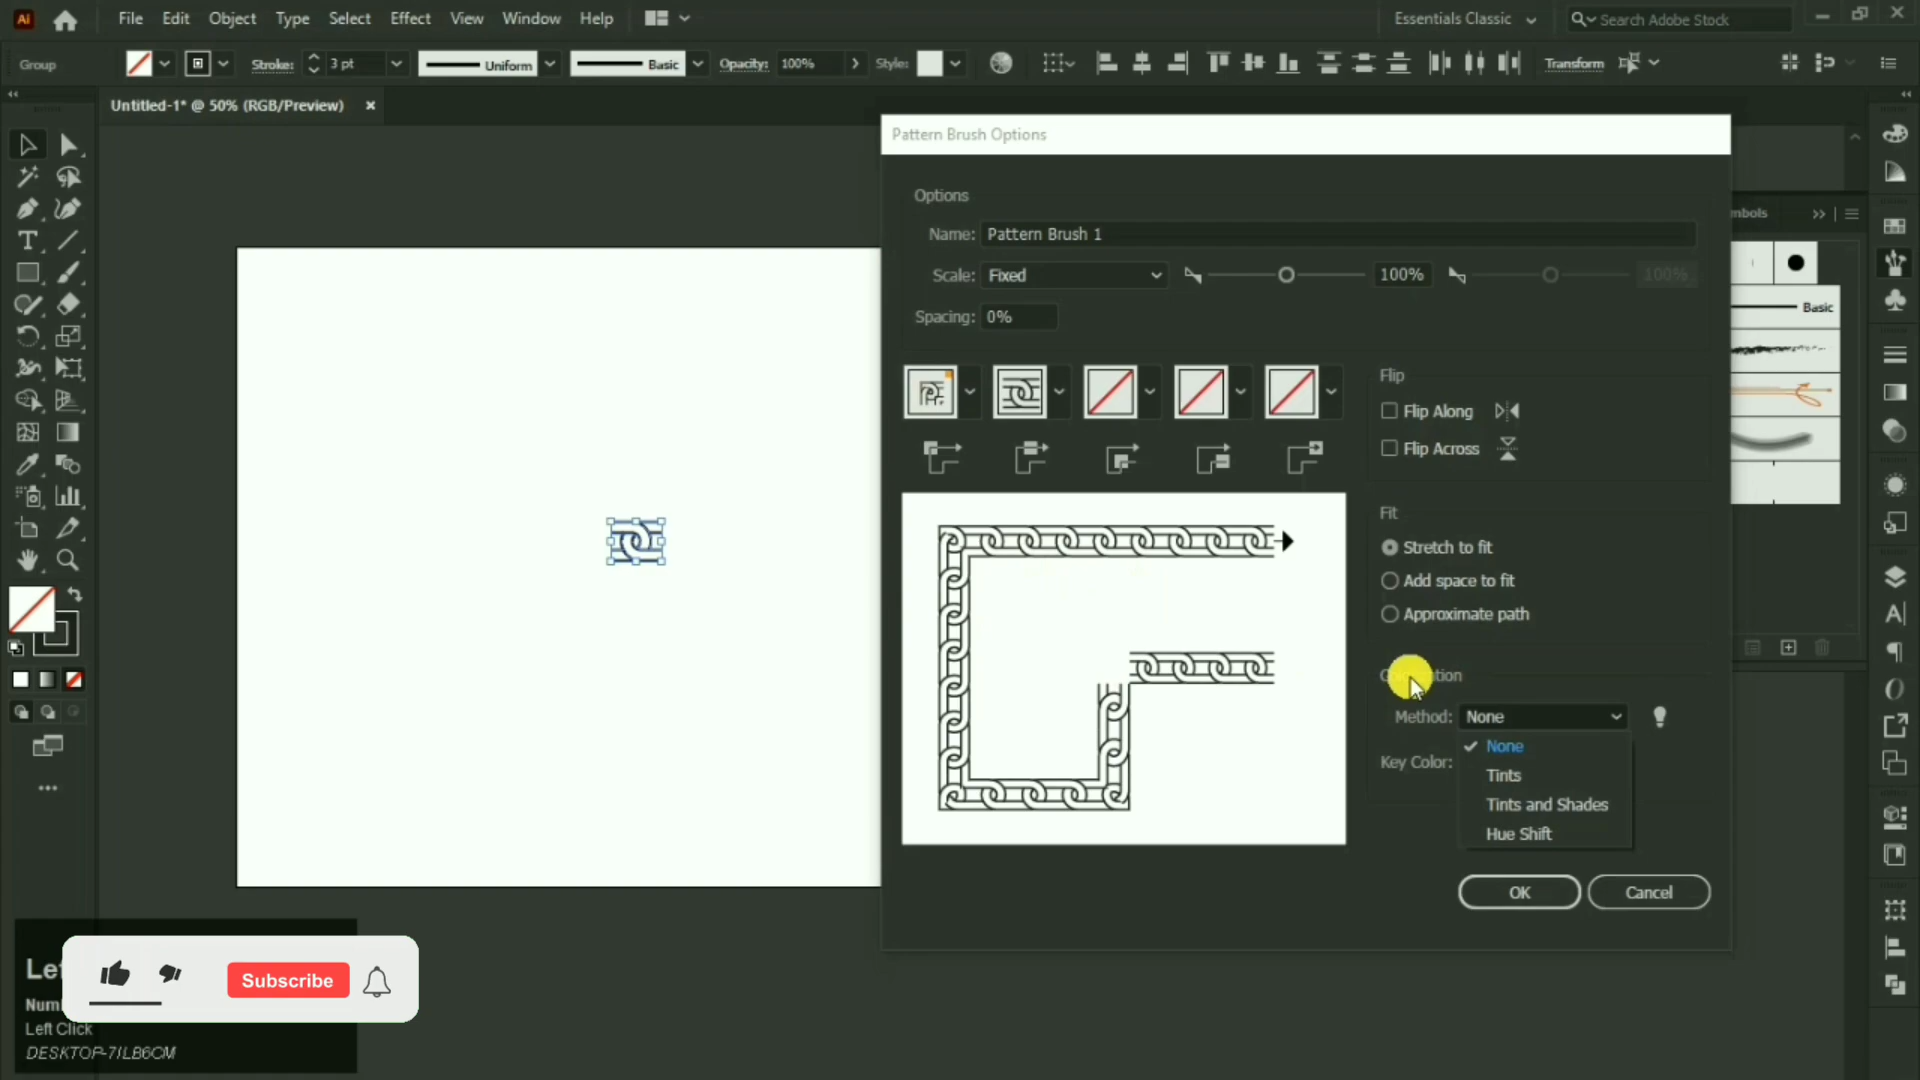 Ai File Edit Object Type Select Effect View Window Help Essentials Classic Search Adobe Stock
Group Stroke: 3 pt Uniform Basic Opacity: 100% Style: Transform
Untitled-1* @ 50% (RGB/Preview)
Pattern Brush Options
Options
Name: Pattern Brush 1
mbols
Scale: Fixed 100% 100%
Basic
Spacing: 0%
Flip
Flip Along
Flip Across
Fit
Stretch to fit
Add space to fit
Approximate path
Method: None
None
Key Color:
Tints
Tints and Shades
Hue Shift
OK Cancel
Subscribe
Left Click
DESKTOP-7ILB6CM